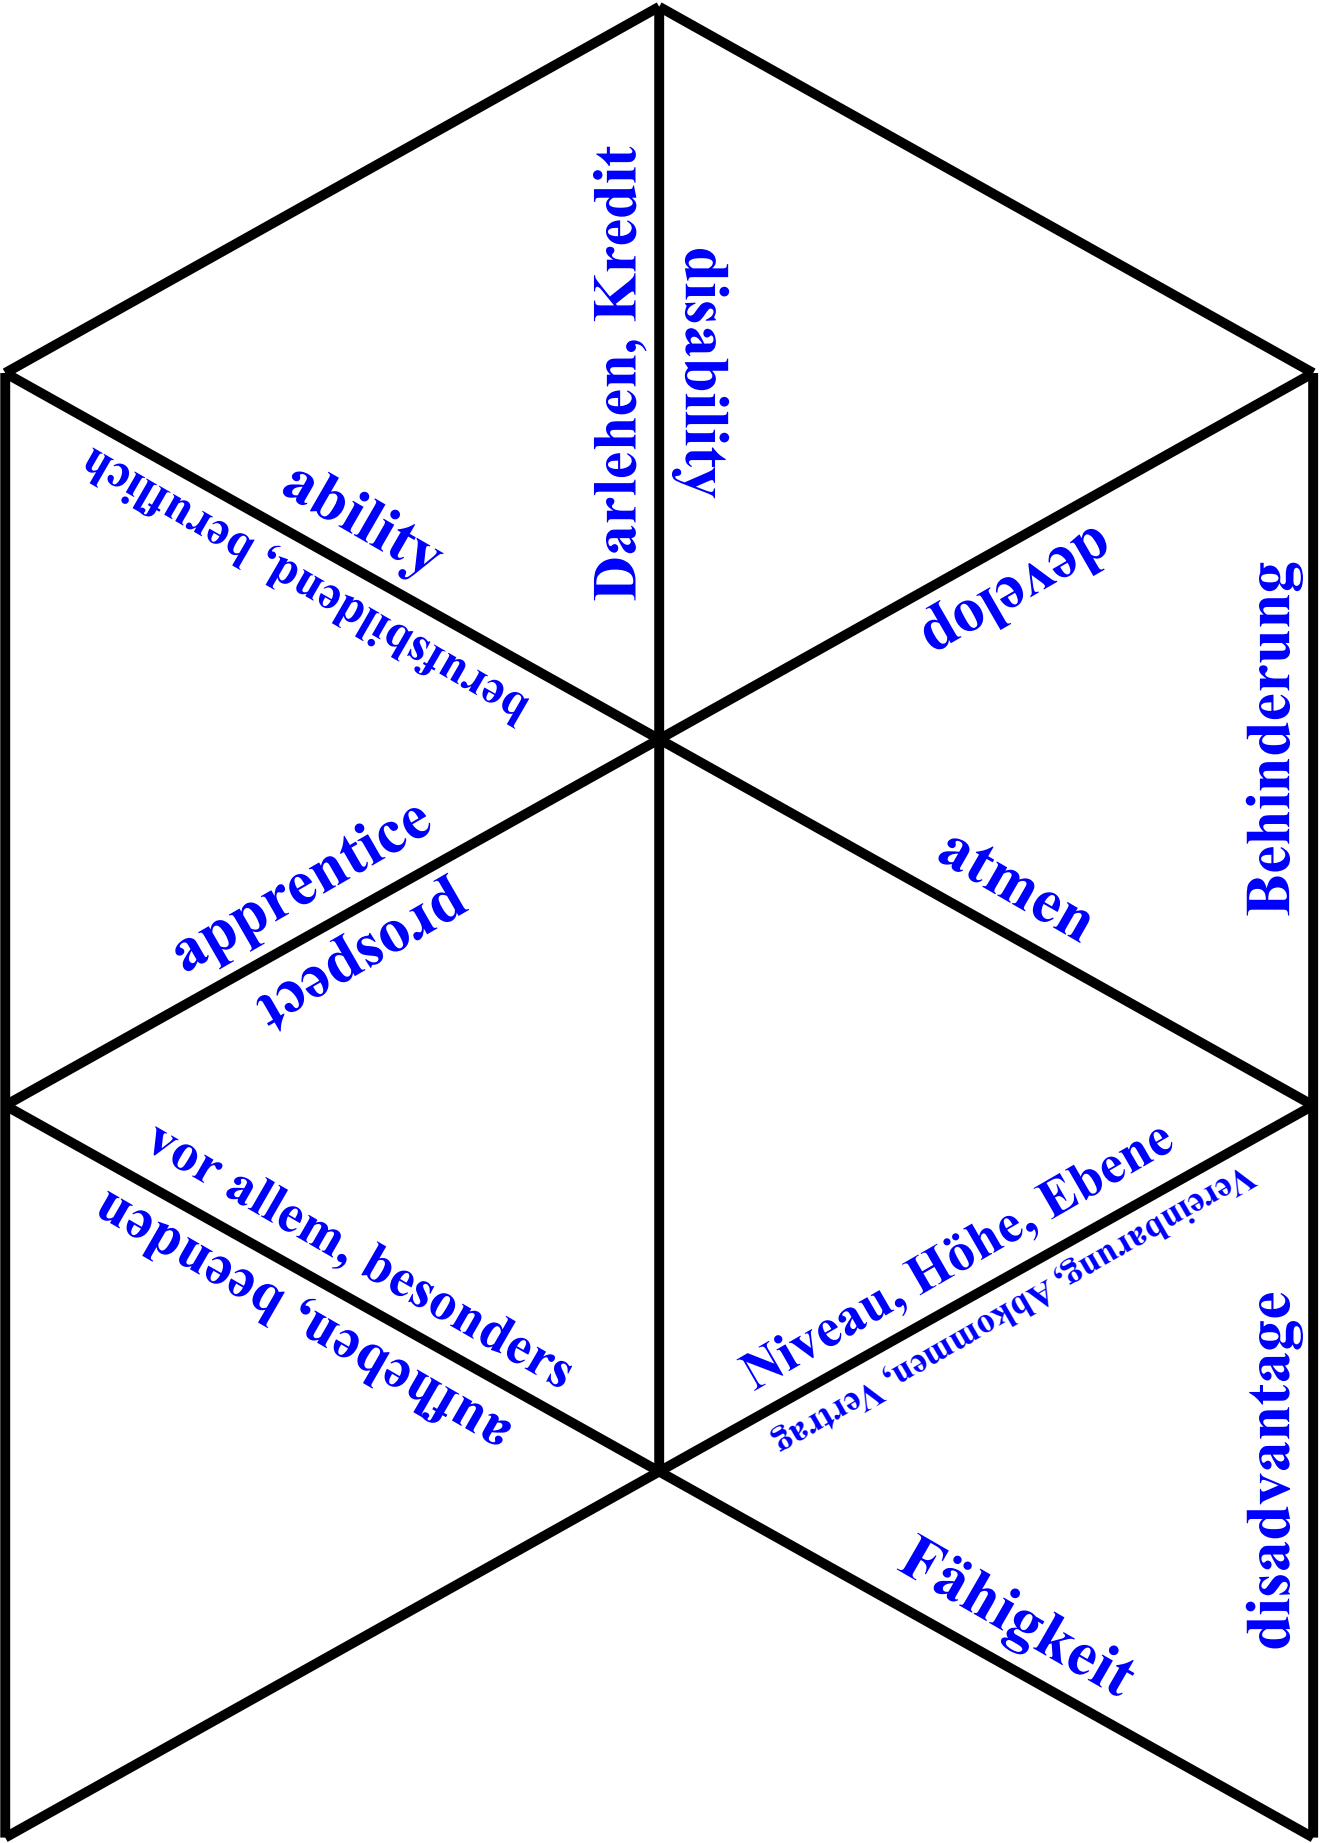 Darlehen, Kredit
disability
ability
berufsbildend, beruflich
develop
Behinderung
apprentice
prospect
atmen
vor allem, besonders
aufheben, beenden
Niveau, Höhe, Ebene
Vereinbarung, Abkommen, Vertrag
disadvantage
Fähigkeit